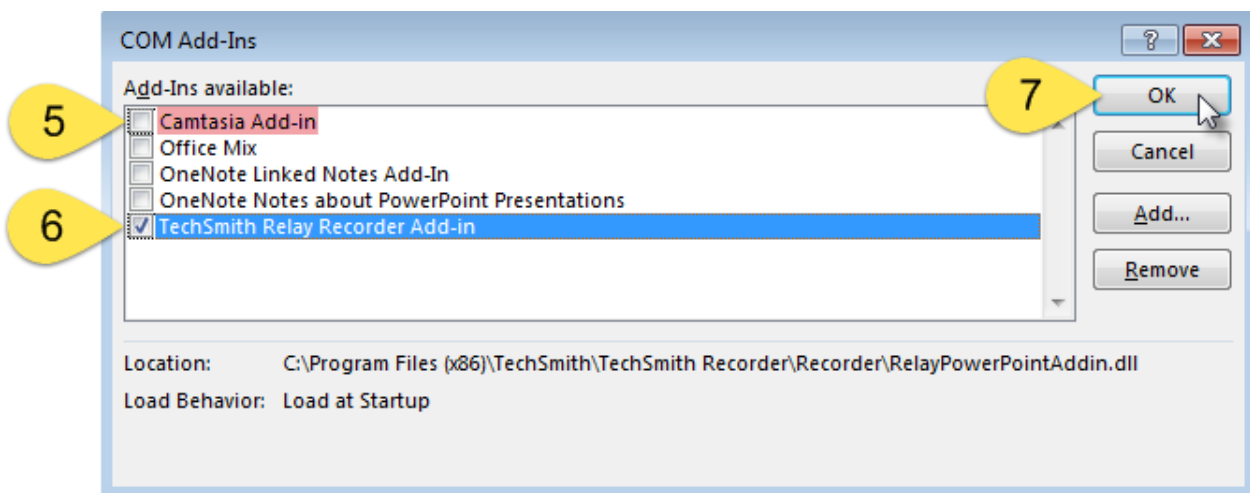 COM Add-Ins
Add-Ins available:
5
Camtasia Add-in
Office Mix
OneNote Linked Notes Add-In
OneNote Notes about PowerPoint Presentations
6
TechSmith Relay Recorder Add-in
7
OK
Cancel
Add...
Remove
Location: C:\Program Files (x86)\TechSmith\TechSmith Recorder\Recorder\RelayPowerPointAddin.dll
Load Behavior: Load at Startup